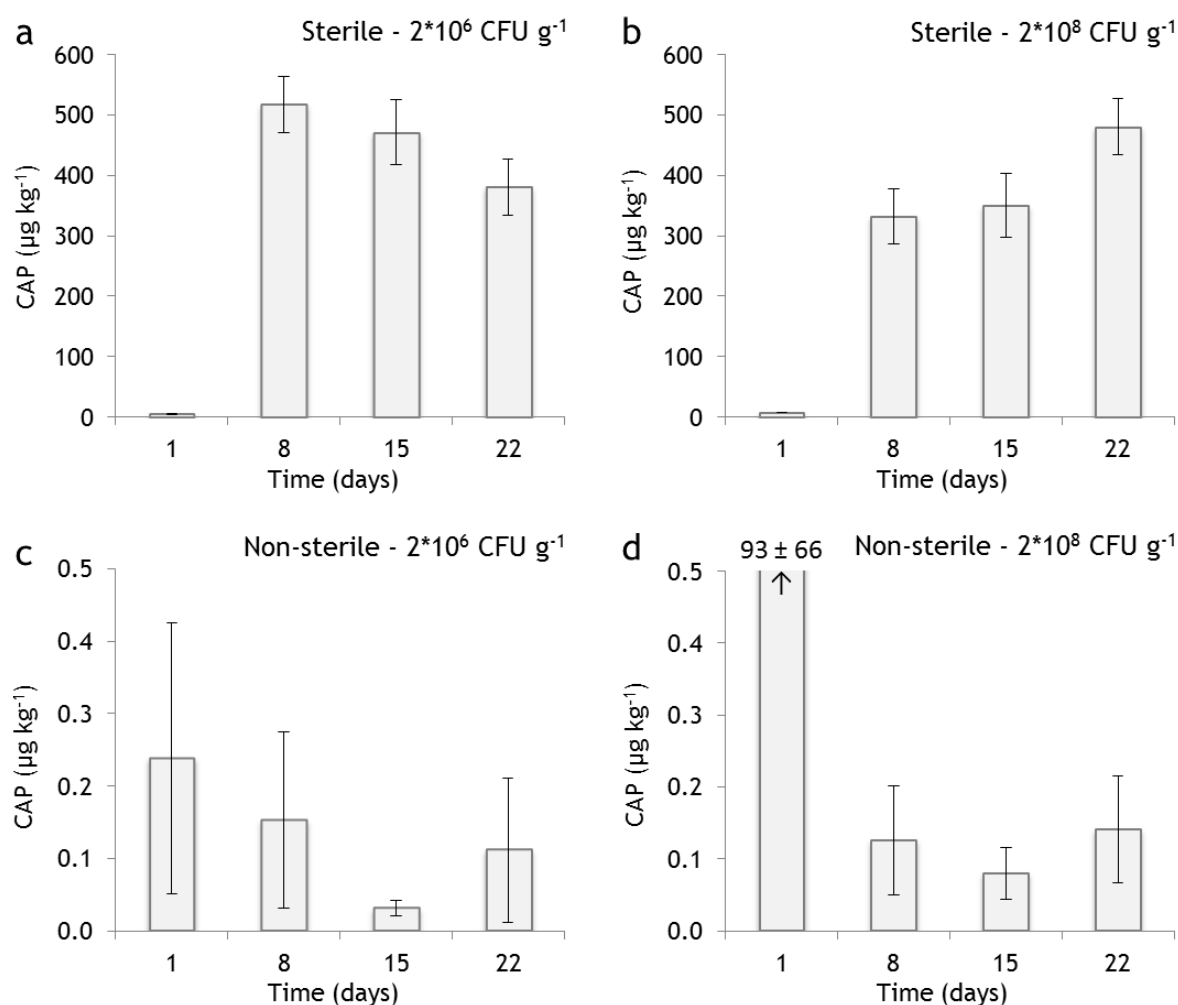 a
Sterile - 2*10⁶ CFU g⁻¹
600
500
400
300
200
100
0
CAP (µg kg⁻¹)
1 8 15 22
Time (days)
b
Sterile - 2*10⁸ CFU g⁻¹
600
500
400
300
200
100
0
CAP (µg kg⁻¹)
1 8 15 22
Time (days)
c
Non-sterile - 2*10⁶ CFU g⁻¹
0.5
0.4
0.3
0.2
0.1
0.0
CAP (µg kg⁻¹)
1 8 15 22
Time (days)
d
93 ± 66
Non-sterile - 2*10⁸ CFU g⁻¹
0.5
0.4
0.3
0.2
0.1
0.0
CAP (µg kg⁻¹)
1 8 15 22
Time (days)